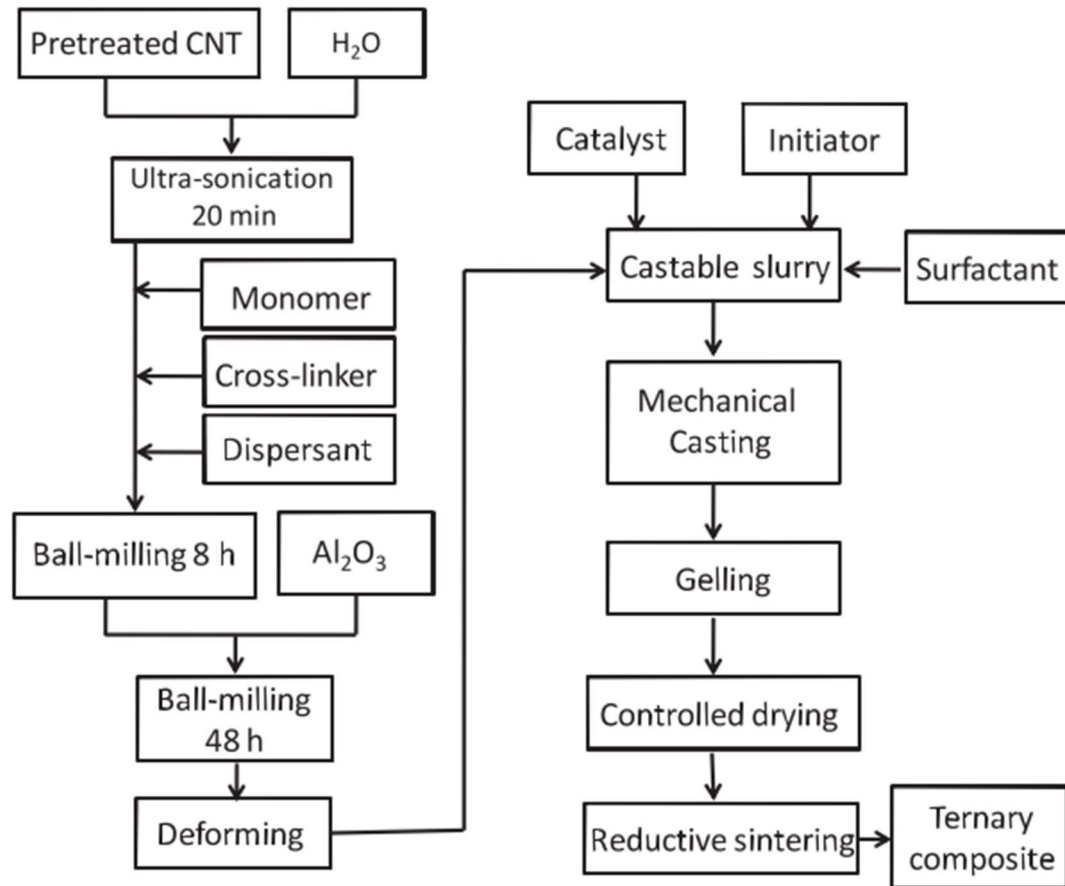 Pretreated CNT
H₂O
Ultra-sonication
20 min
Monomer
Cross-linker
Dispersant
Ball-milling 8 h
Al₂O₃
Ball-milling
48 h
Deforming
Catalyst
Initiator
Castable slurry
Surfactant
Mechanical
Casting
Gelling
Controlled drying
Reductive sintering
Ternary
composite